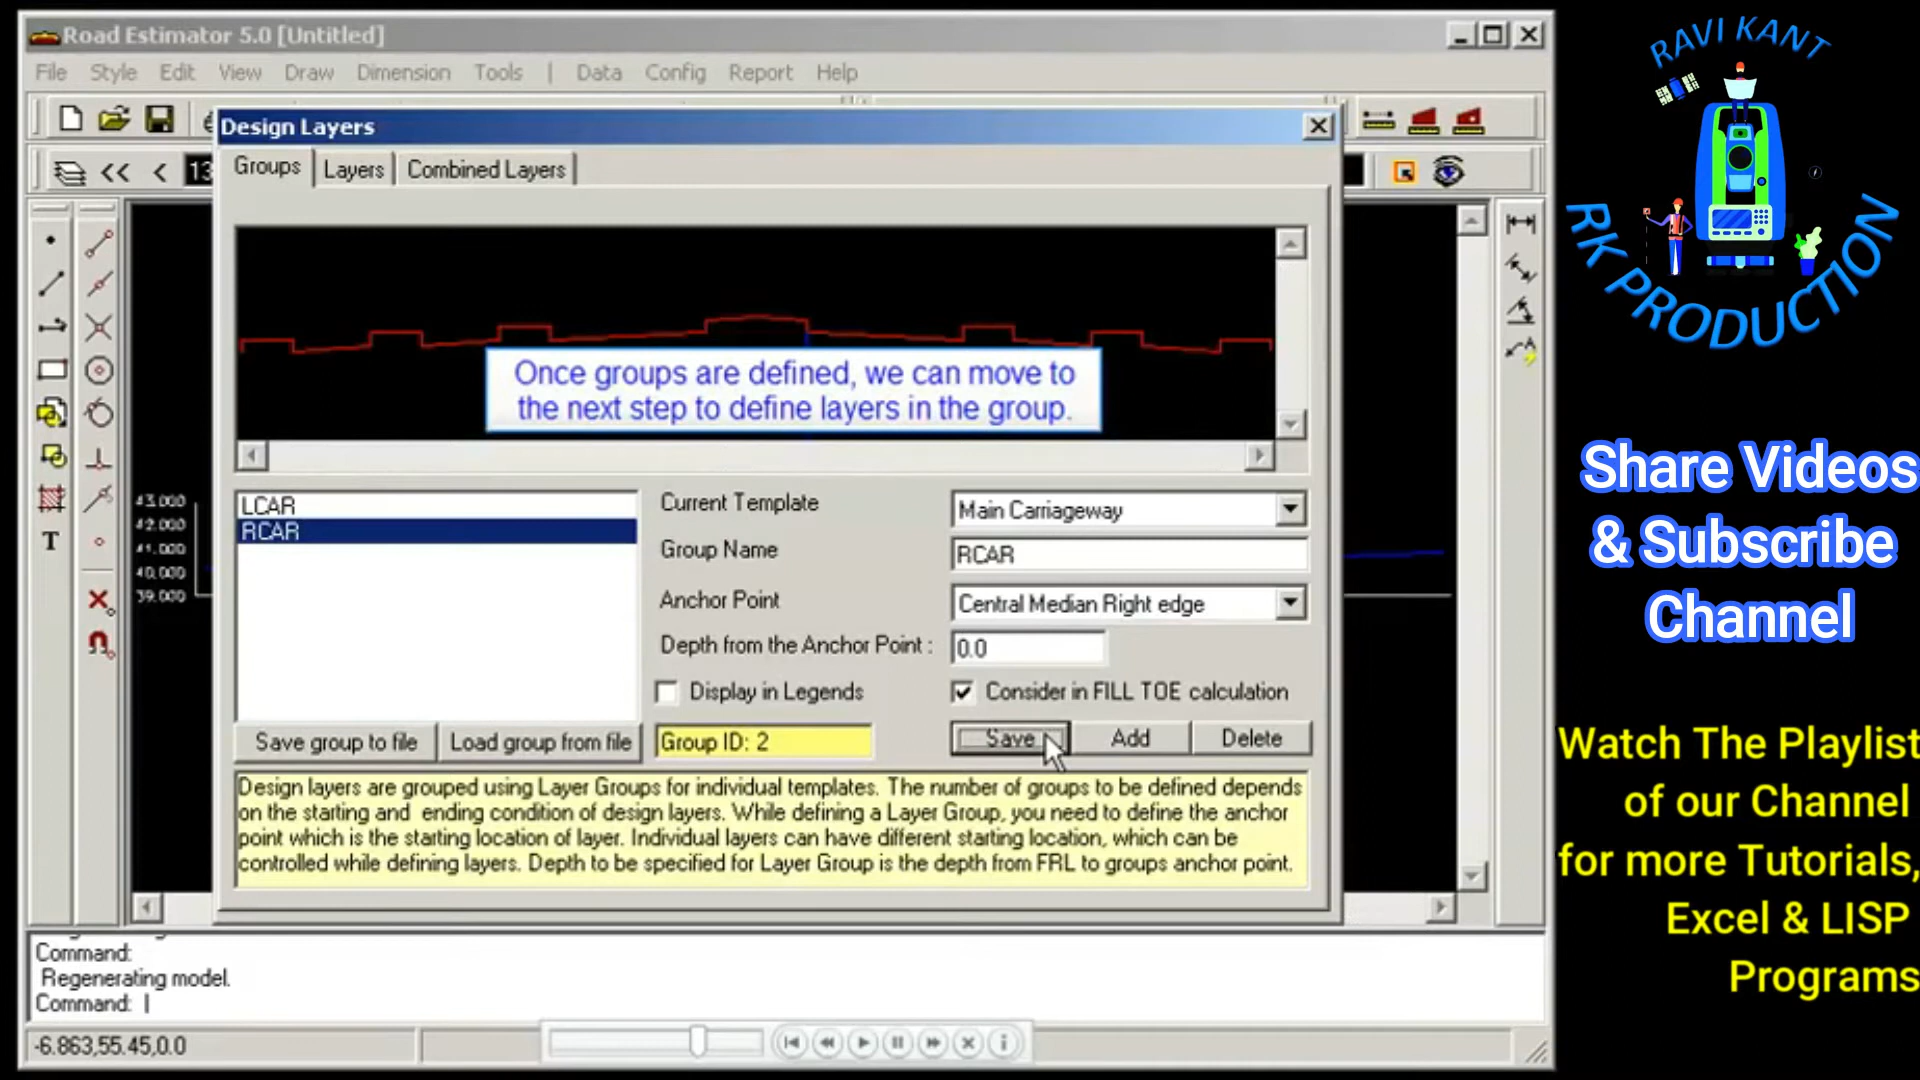 Road Estimator 5.0 [Untitled]
File Style Edit View Draw Dimension Tools | Data Config Report Help
Design Layers
<< < 13
Groups Layers Combined Layers
Once groups are defined, we can move to
the next step to define layers in the group.
43.000
42.000
41.000
40.000
39.000
T
LCAR
RCAR
Current Template Main Carriageway
Group Name RCAR
Anchor Point Central Median Right edge
Depth from the Anchor Point : 0.0
Display in Legends Consider in FILL TOE calculation
Save group to file Load group from file Group ID: 2 Save Add Delete
Design layers are grouped using Layer Groups for individual templates. The number of groups to be defined depends
on the starting and ending condition of design layers. While defining a Layer Group, you need to define the anchor
point which is the starting location of layer. Individual layers can have different starting location, which can be
controlled while defining layers. Depth to be specified for Layer Group is the depth from FRL to groups anchor point.
Command:
Regenerating model.
Command:
-6.863,55.45,0.0
RAVI KANT
RK PRODUCTION
Share Videos
& Subscribe
Channel
Watch The Playlist
of our Channel
for more Tutorials,
Excel & LISP
Programs